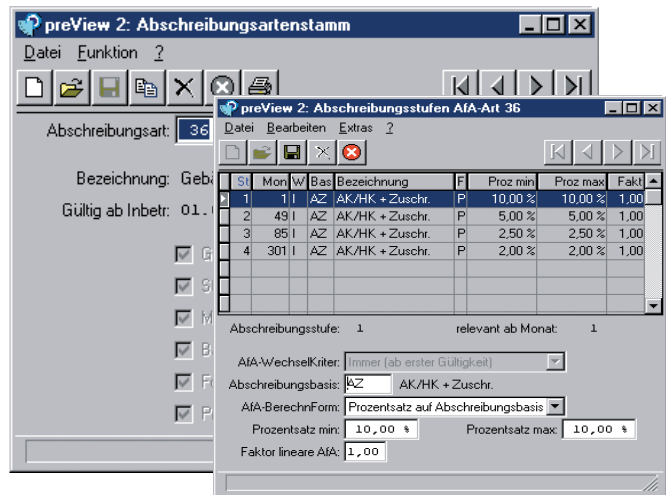 preView 2: Abschreibungsartenstamm
Datei Funktion ?
Abschreibungsart: 36
Bezeichnung:
Gültig ab Inbetr:
preView 2: Abschreibungsstufen AfA-Art 36
Datei Bearbeiten Extras ?
St Mon W Bas Bezeichnung F Proz min Proz max Fakt
1 1 I AZ AK/HK + Zuschr. P 10,00 % 10,00 % 1,00
2 49 I AZ AK/HK + Zuschr. P 5,00 % 5,00 % 1,00
3 85 I AZ AK/HK + Zuschr. P 2,50 % 2,50 % 1,00
4 301 I AZ AK/HK + Zuschr. P 2,00 % 2,00 % 1,00
Abschreibungsstufe: 1 relevant ab Monat: 1
AfA-WechselKriter: Immer (ab erster Gültigkeit)
Abschreibungsbasis: AZ AK/HK + Zuschr.
AfA-BerechnForm: Prozentsatz auf Abschreibungsbasis
Prozentsatz min: 10,00 % Prozentsatz max: 10,00 %
Faktor lineare AfA: 1,00